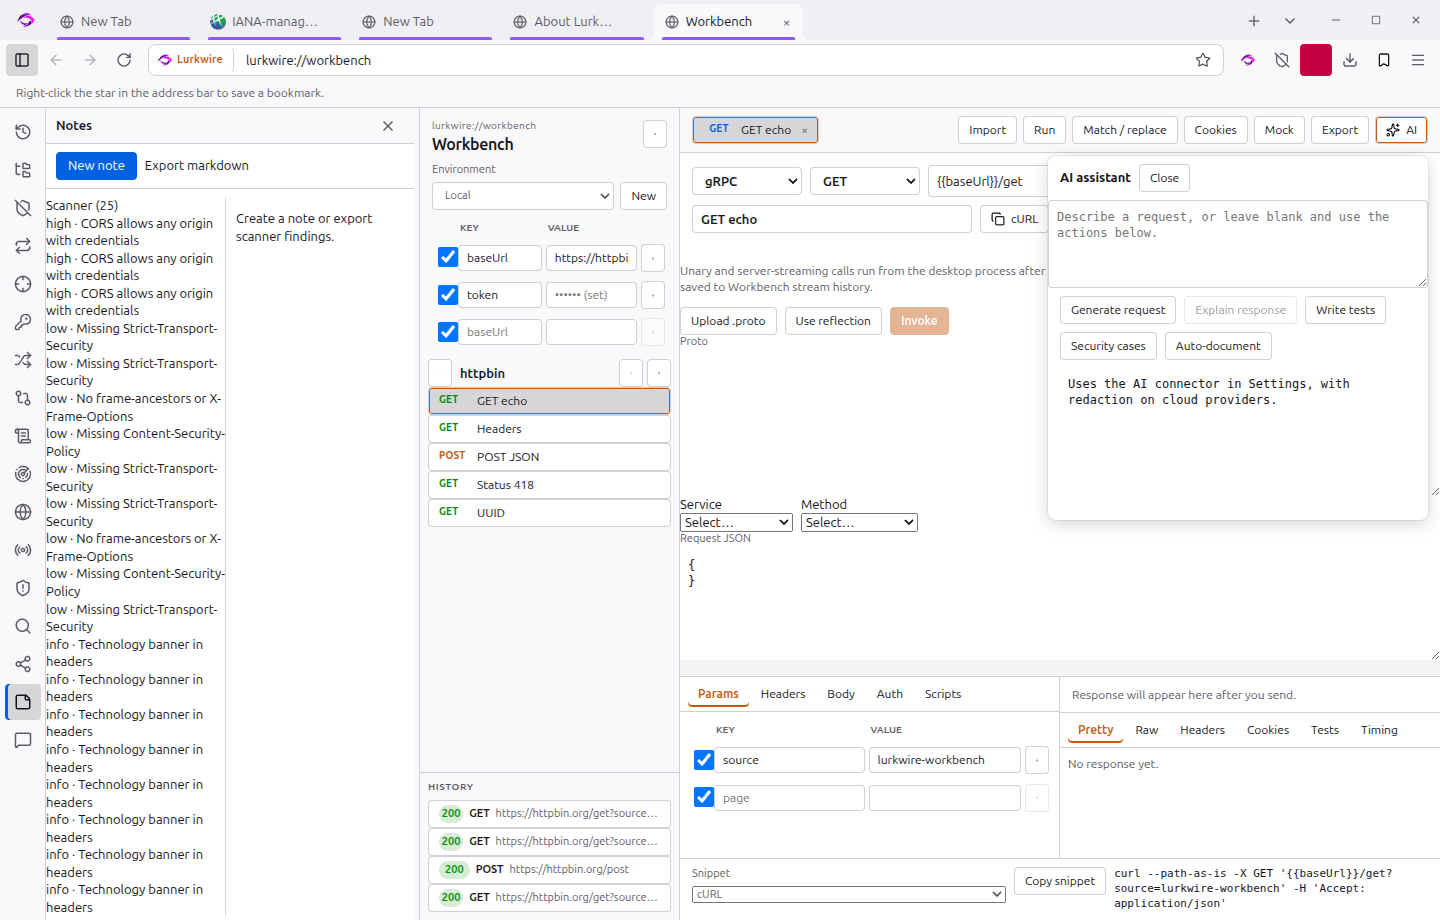 New Tab
IANA-manag...
New Tab
About Lurk...
Workbench
Lurkwire
lurkwire://workbench
Right-click the star in the address bar to save a bookmark.
Notes
New note
Export markdown
Scanner (25)
high · CORS allows any origin
with credentials
high · CORS allows any origin
with credentials
high · CORS allows any origin
with credentials
low · Missing Strict-Transport-
Security
low · Missing Strict-Transport-
Security
low · No frame-ancestors or X-
Frame-Options
low · Missing Content-Security-
Policy
low · Missing Strict-Transport-
Security
low · Missing Strict-Transport-
Security
low · No frame-ancestors or X-
Frame-Options
low · Missing Content-Security-
Policy
low · Missing Strict-Transport-
Security
info · Technology banner in
headers
info · Technology banner in
headers
info · Technology banner in
headers
info · Technology banner in
headers
info · Technology banner in
headers
info · Technology banner in
headers
info · Technology banner in
headers
info · Technology banner in
headers
Create a note or export
scanner findings.
lurkwire://workbench
Workbench
Environment
Local
New
KEY VALUE
baseUrl https://httpbi
token •••••• (set)
baseUrl
httpbin
GET GET echo
GET Headers
POST POST JSON
GET Status 418
GET UUID
HISTORY
200 GET https://httpbin.org/get?source...
200 GET https://httpbin.org/get?source...
200 POST https://httpbin.org/post
200 GET https://httpbin.org/get?source...
GET GET echo ×
Import
Run
Match / replace
Cookies
Mock
Export
AI
gRPC
GET
{{baseUrl}}/get
GET echo
cURL
Unary and server-streaming calls run from the desktop process after
saved to Workbench stream history.
Upload .proto
Use reflection
Invoke
Proto
Service Method
Select... Select...
Request JSON
{
}
AI assistant
Close
Describe a request, or leave blank and use the
actions below.
Generate request
Explain response
Write tests
Security cases
Auto-document
Uses the AI connector in Settings, with
redaction on cloud providers.
Params Headers Body Auth Scripts
KEY VALUE
source lurkwire-workbench
page
Response will appear here after you send.
Pretty Raw Headers Cookies Tests Timing
No response yet.
Snippet
cURL
Copy snippet
curl --path-as-is -X GET '{{baseUrl}}/get?
source=lurkwire-workbench' -H 'Accept:
application/json'